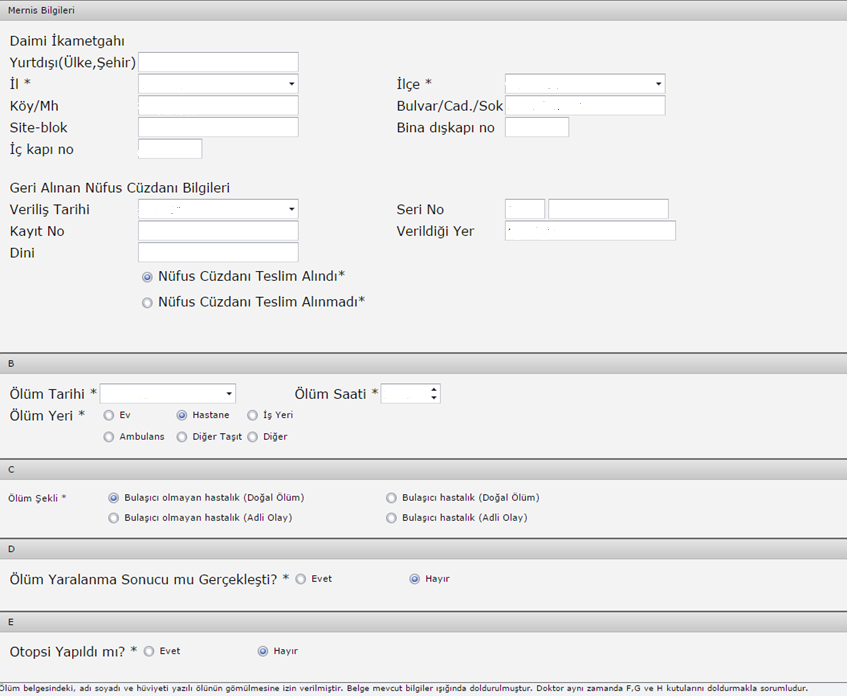 Mernis Bilgileri
Daimi İkametgahı
Yurtdışı(Ülke,Şehir)
İl * İlçe *
Köy/Mh Bulvar/Cad./Sok
Site-blok Bina dışkapı no
İç kapı no
Geri Alınan Nüfus Cüzdanı Bilgileri
Veriliş Tarihi Seri No
Kayıt No Verildiği Yer
Dini
Nüfus Cüzdanı Teslim Alındı*
Nüfus Cüzdanı Teslim Alınmadı*
B
Ölüm Tarihi * Ölüm Saati *
Ölüm Yeri * Ev Hastane İş Yeri
Ambulans Diğer Taşıt Diğer
C
Ölüm Şekli * Bulaşıcı olmayan hastalık (Doğal Ölüm) Bulaşıcı hastalık (Doğal Ölüm)
Bulaşıcı olmayan hastalık (Adli Olay) Bulaşıcı hastalık (Adli Olay)
D
Ölüm Yaralanma Sonucu mu Gerçekleşti? * Evet Hayır
E
Otopsi Yapıldı mı? * Evet Hayır
Ölüm belgesindeki, adı soyadı ve hüviyeti yazılı ölünün gömülmesine izin verilmiştir. Belge mevcut bilgiler ışığında doldurulmuştur. Doktor aynı zamanda F,G ve H kutularını doldurmakla sorumludur.